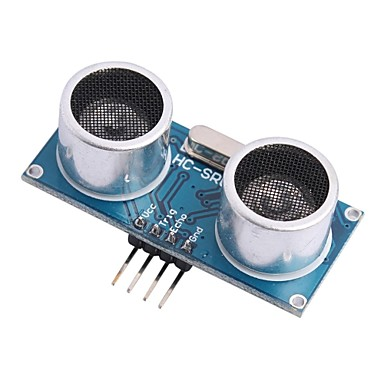 HC-SR
Vcc
Trig
Echo
Gnd